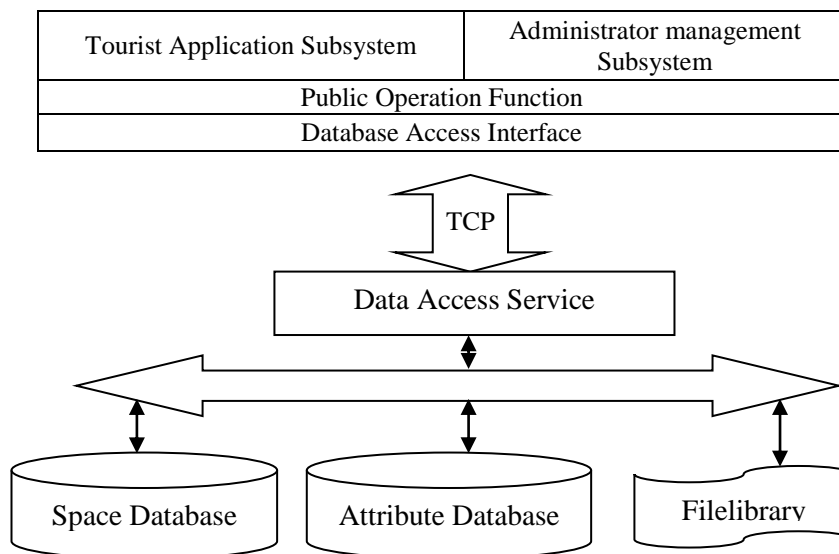 Tourist Application Subsystem
Administrator management
Subsystem
Public Operation Function
Database Access Interface
TCP
Data Access Service
Space Database
Attribute Database
Filelibrary